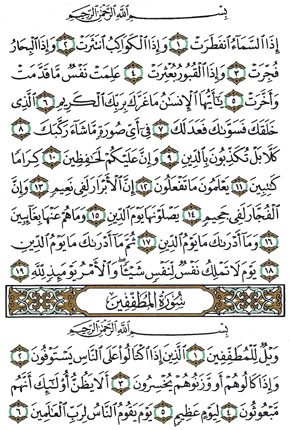 بِسْمِ اللَّهِ الرَّحْمَٰنِ الرَّحِيمِ
إِذَا السَّمَاءُ انفَطَرَتْ ١ وَإِذَا الْكَوَاكِبُ انتَثَرَتْ ٢ وَإِذَا الْبِحَارُ
فُجِّرَتْ ٣ وَإِذَا الْقُبُورُ بُعْثِرَتْ ٤ عَلِمَتْ نَفْسٌ مَّا قَدَّمَتْ
وَأَخَّرَتْ ٥ يَا أَيُّهَا الْإِنسَانُ مَا غَرَّكَ بِرَبِّكَ الْكَرِيمِ ٦ الَّذِي
خَلَقَكَ فَسَوَّاكَ فَعَدَلَكَ ٧ فِي أَيِّ صُورَةٍ مَّا شَاءَ رَكَّبَكَ ٨
كَلَّا بَلْ تُكَذِّبُونَ بِالدِّينِ ٩ وَإِنَّ عَلَيْكُمْ لَحَافِظِينَ ١٠ كِرَامًا
كَاتِبِينَ ١١ يَعْلَمُونَ مَا تَفْعَلُونَ ١٢ إِنَّ الْأَبْرَارَ لَفِي نَعِيمٍ ١٣ وَإِنَّ
الْفُجَّارَ لَفِي جَحِيمٍ ١٤ يَصْلَوْنَهَا يَوْمَ الدِّينِ ١٥ وَمَا هُمْ عَنْهَا بِغَائِبِينَ
١٦ وَمَا أَدْرَاكَ مَا يَوْمُ الدِّينِ ١٧ ثُمَّ مَا أَدْرَاكَ مَا يَوْمُ الدِّينِ
١٨ يَوْمَ لَا تَمْلِكُ نَفْسٌ لِّنَفْسٍ شَيْئًا وَالْأَمْرُ يَوْمَئِذٍ لِّلَّهِ ١٩
سُورَةُ الْمُطَفِّفِينَ
بِسْمِ اللَّهِ الرَّحْمَٰنِ الرَّحِيمِ
وَيْلٌ لِّلْمُطَفِّفِينَ ١ الَّذِينَ إِذَا اكْتَالُوا عَلَى النَّاسِ يَسْتَوْفُونَ ٢
وَإِذَا كَالُوهُمْ أَو وَّزَنُوهُمْ يُخْسِرُونَ ٣ أَلَا يَظُنُّ أُولَٰئِكَ أَنَّهُم
مَّبْعُوثُونَ ٤ لِيَوْمٍ عَظِيمٍ ٥ يَوْمَ يَقُومُ النَّاسُ لِرَبِّ الْعَالَمِينَ ٦